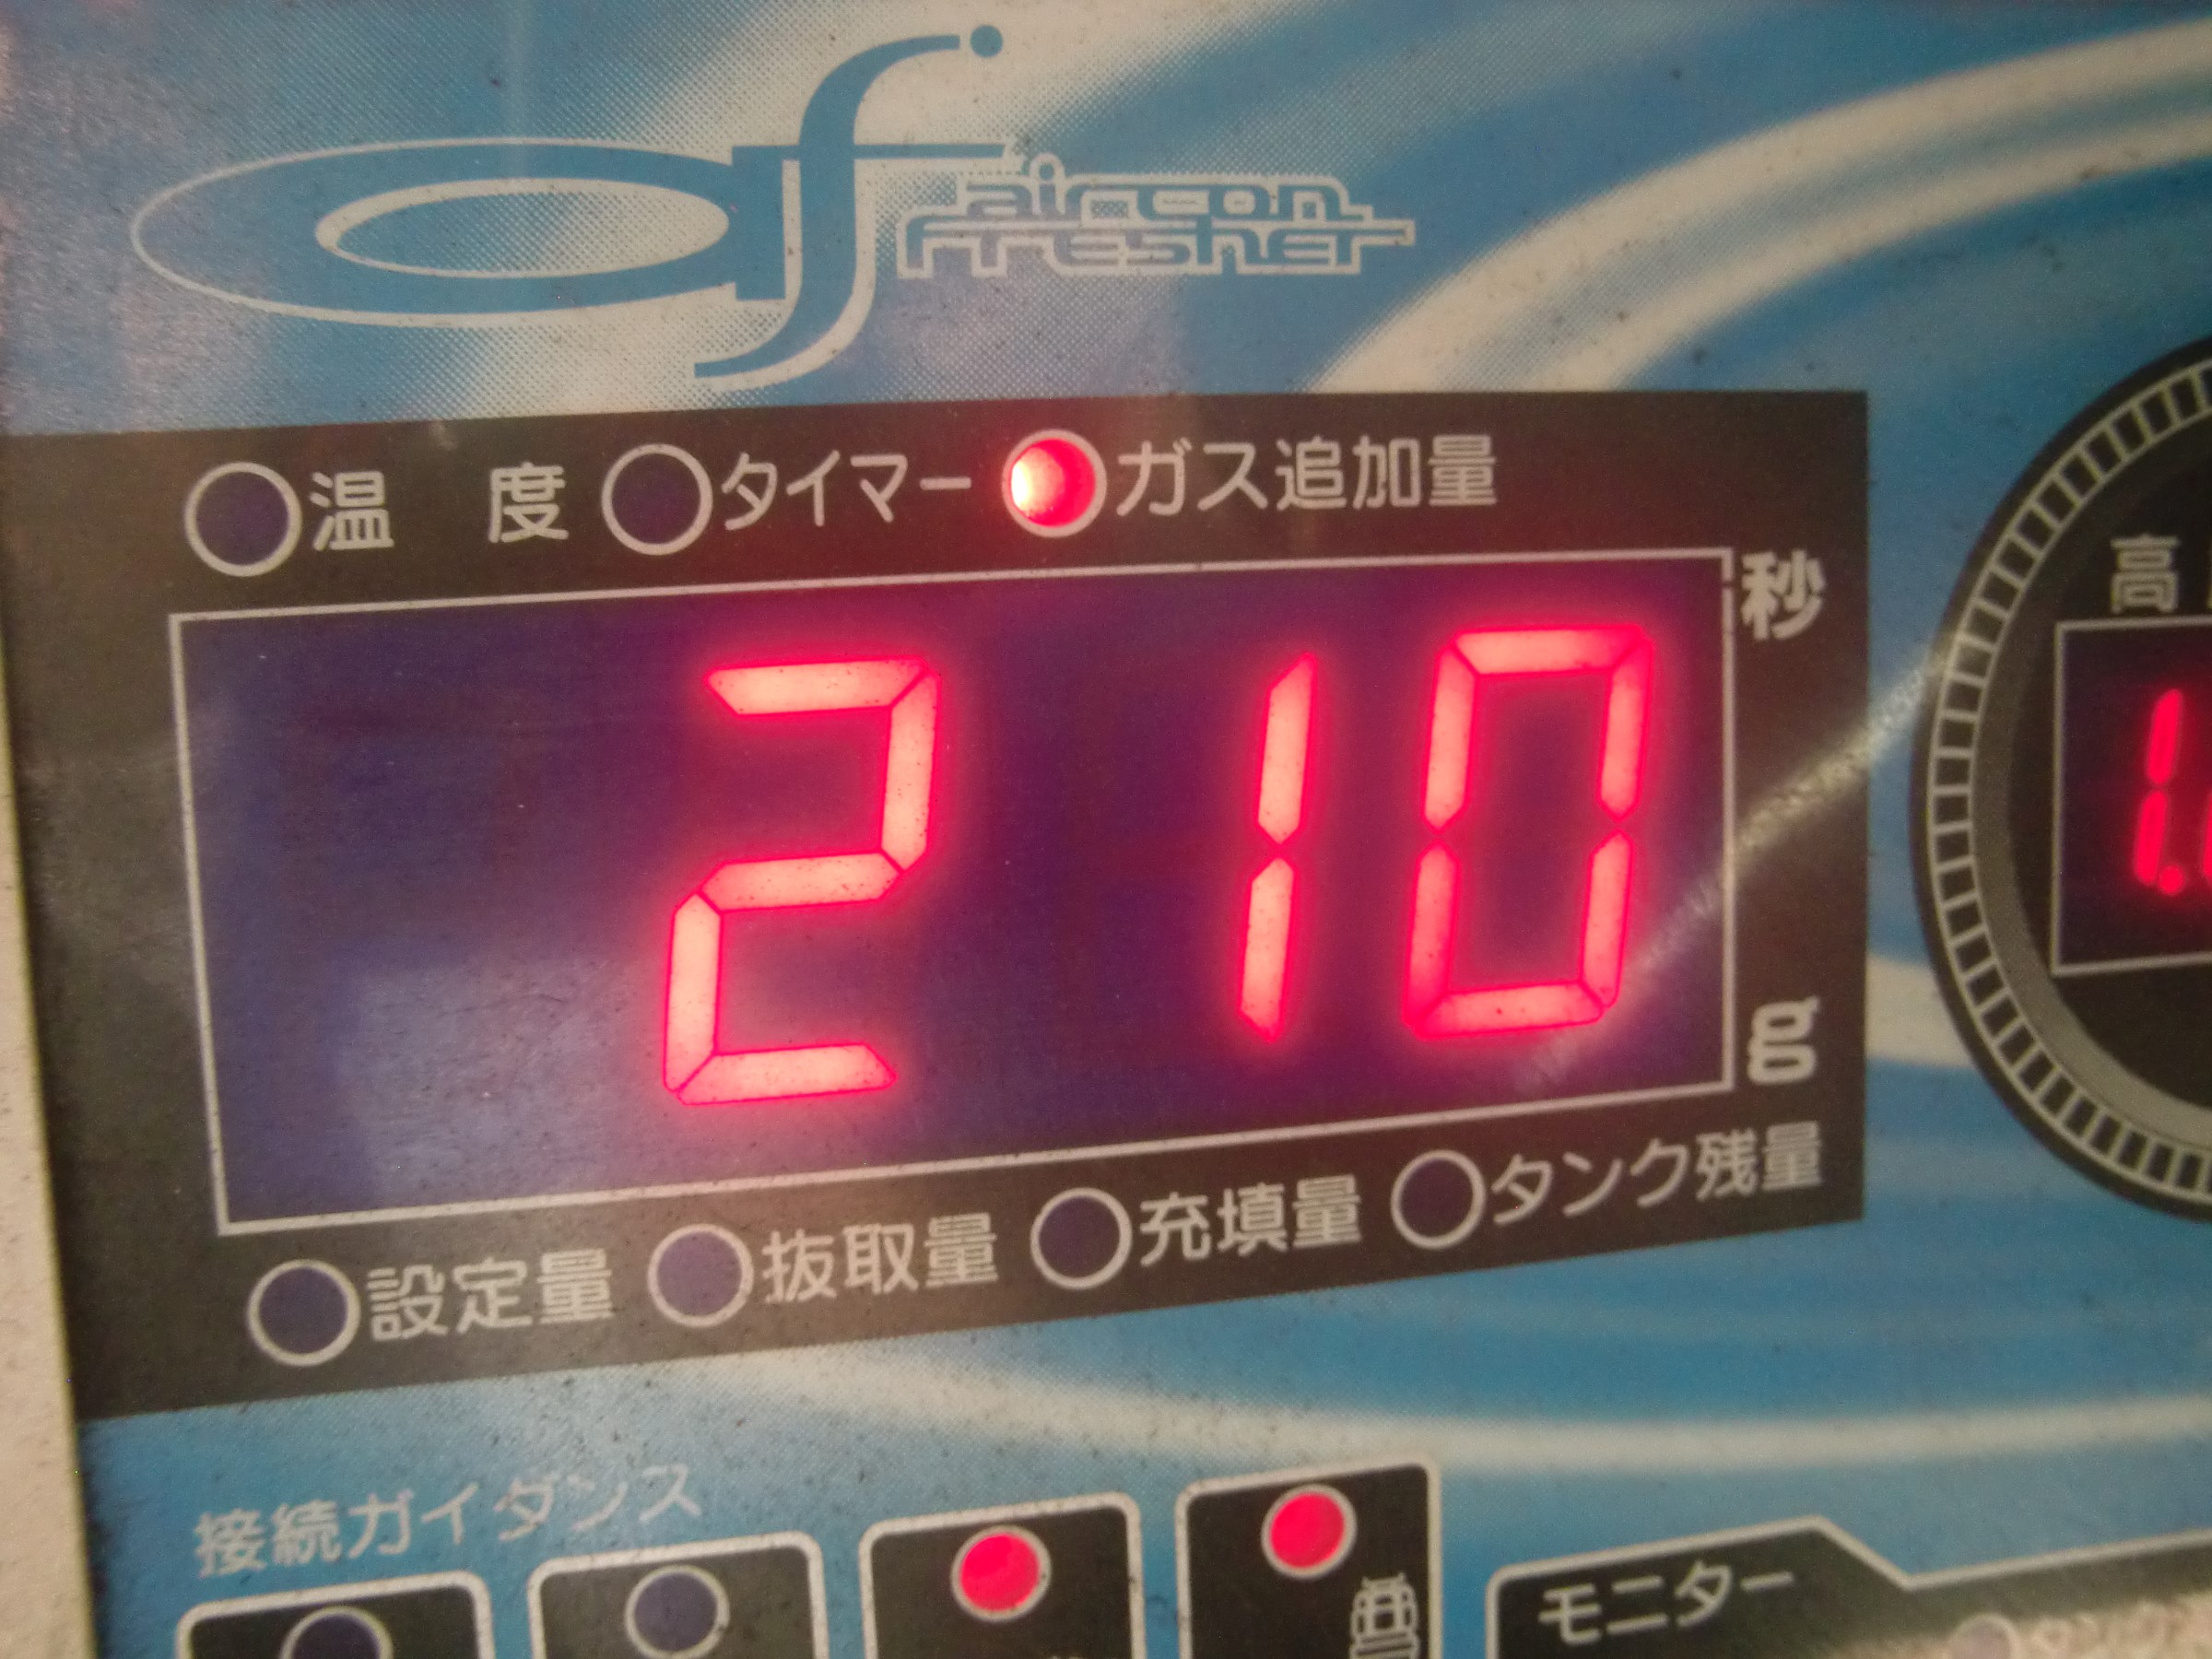 af
aircon
fresher
温 度 タイマー ガス追加量
秒
210
g
高
1.
設定量 抜取量 充填量 タンク残量
接続ガイダンス
モニター